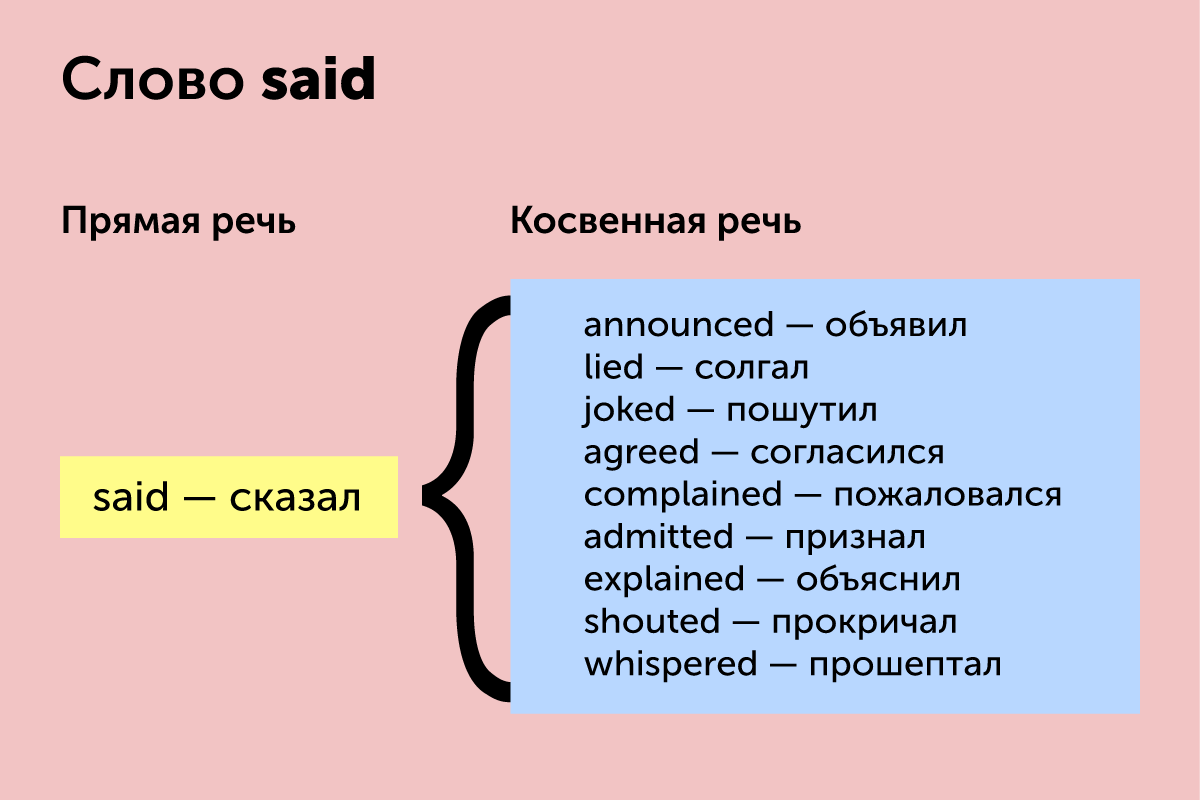 Слово said
Прямая речь
Косвенная речь
said — сказал
announced — объявил
lied — солгал
joked — пошутил
agreed — согласился
complained — пожаловался
admitted — признал
explained — объяснил
shouted — прокричал
whispered — прошептал